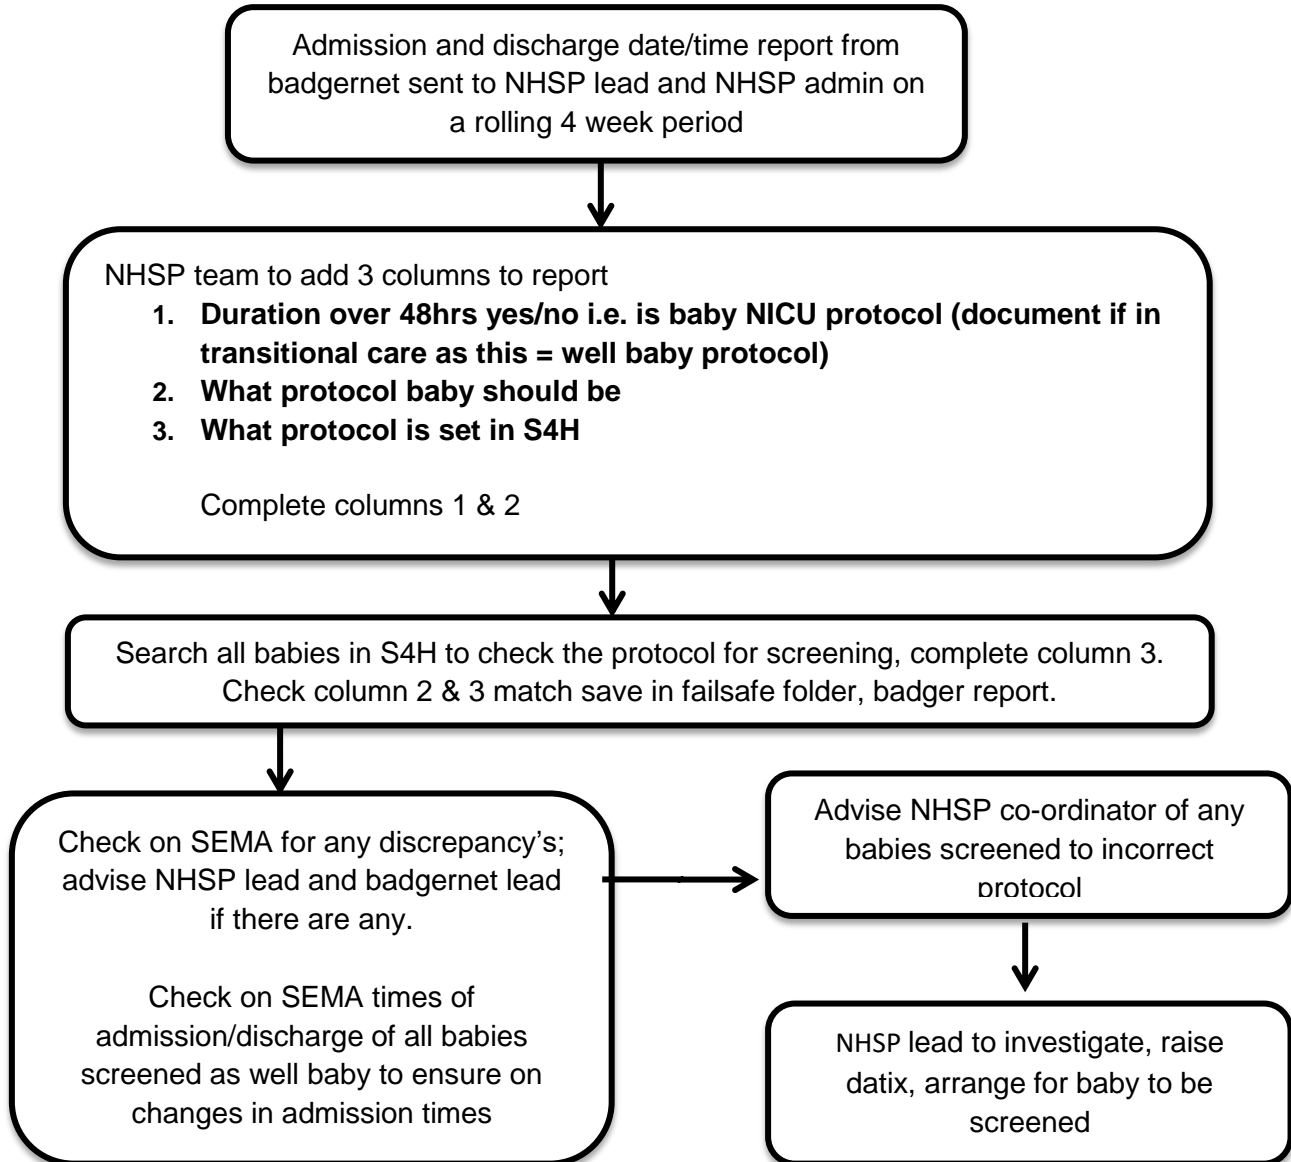 Admission and discharge date/time report from
badgernet sent to NHSP lead and NHSP admin on
a rolling 4 week period
NHSP team to add 3 columns to report
1. Duration over 48hrs yes/no i.e. is baby NICU protocol (document if in
transitional care as this = well baby protocol)
2. What protocol baby should be
3. What protocol is set in S4H
Complete columns 1 & 2
Search all babies in S4H to check the protocol for screening, complete column 3.
Check column 2 & 3 match save in failsafe folder, badger report.
Check on SEMA for any discrepancy's;
advise NHSP lead and badgernet lead
if there are any.
Check on SEMA times of
admission/discharge of all babies
screened as well baby to ensure on
changes in admission times
Advise NHSP co-ordinator of any
babies screened to incorrect
protocol
NHSP lead to investigate, raise
datix, arrange for baby to be
screened